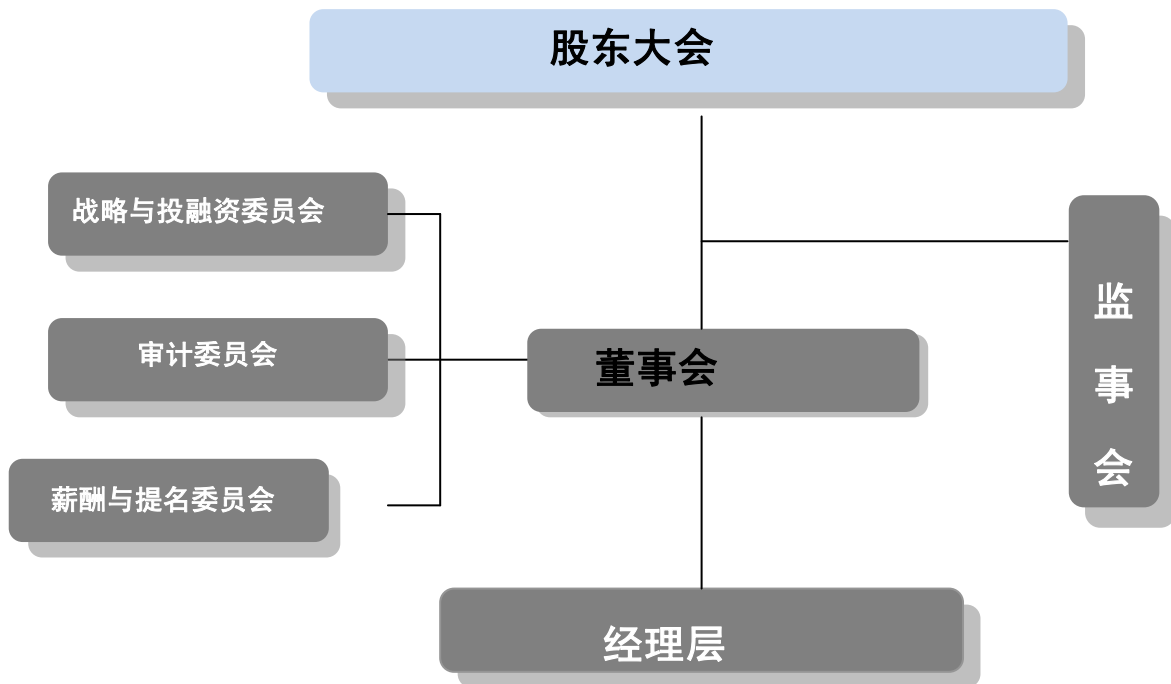 股东大会
战略与投融资委员会
审计委员会
董事会
薪酬与提名委员会
监
事
会
经理层